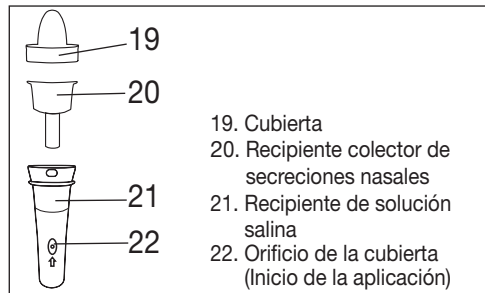 19
20
21
22
19. Cubierta
20. Recipiente colector de
secreciones nasales
21. Recipiente de solución
salina
22. Orificio de la cubierta
(Inicio de la aplicación)